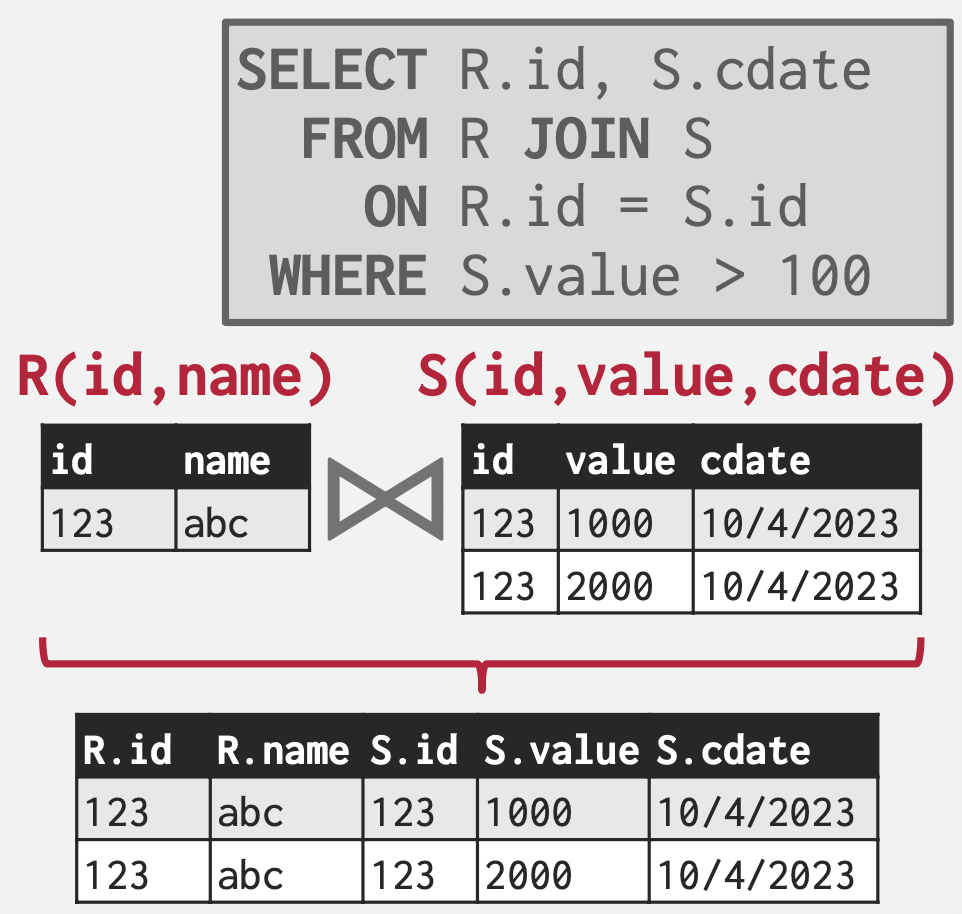 SELECT R.id, S.cdate
FROM R JOIN S
ON R.id = S.id
WHERE S.value > 100
R(id,name) S(id,value,cdate)
id name
123 abc
id value cdate
123 1000 10/4/2023
123 2000 10/4/2023
R.id R.name S.id S.value S.cdate
123 abc 123 1000 10/4/2023
123 abc 123 2000 10/4/2023